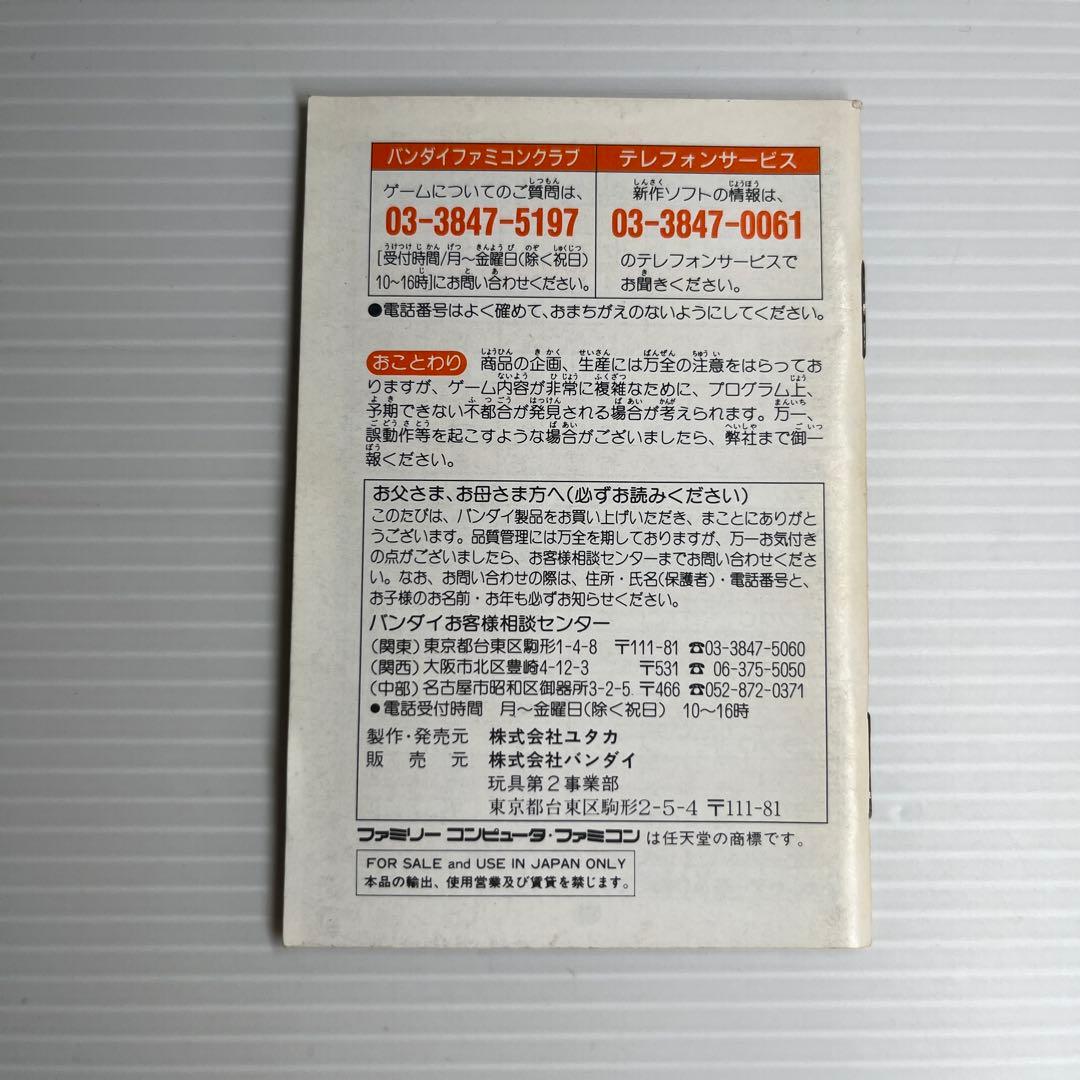 バンダイファミコンクラブ
ゲームについてのご質問は、
03-3847-5197
[受付時間/月～金曜日(除く祝日)
10～16時]にお問い合わせください。
テレフォンサービス
新作ソフトの情報は、
03-3847-0061
のテレフォンサービスで
お聞きください。
●電話番号はよく確めて、おまちがえのないようにしてください。
おことわり 商品の企画、生産には万全の注意をはらってお
りますが、ゲーム内容が非常に複雑なために、プログラム上、
予期できない不都合が発見される場合が考えられます。万一、
誤動作等を起こすような場合がございましたら、弊社まで御一
報ください。
お父さま、お母さま方へ(必ずお読みください)
このたびは、バンダイ製品をお買い上げいただき、まことにありがと
うございます。品質管理には万全を期しておりますが、万一お気付き
の点がございましたら、お客様相談センターまでお問い合わせくださ
い。なお、お問い合わせの際は、住所・氏名(保護者)・電話番号と、
お子様のお名前・お年も必ずお知らせください。
バンダイお客様相談センター
(関東)東京都台東区駒形1-4-8 〒111-81 ☎03-3847-5060
(関西)大阪市北区豊崎4-12-3 〒531 ☎ 06-375-5050
(中部)名古屋市昭和区御器所3-2-5. 〒466 ☎052-872-0371
●電話受付時間 月～金曜日(除く祝日) 10～16時
製作・発売元 株式会社ユタカ
販売元 株式会社バンダイ
玩具第2事業部
東京都台東区駒形2-5-4 〒111-81
ファミリーコンピュータ・ファミコン は任天堂の商標です。
FOR SALE and USE IN JAPAN ONLY
本品の輸出、使用営業及び賃貸を禁じます。